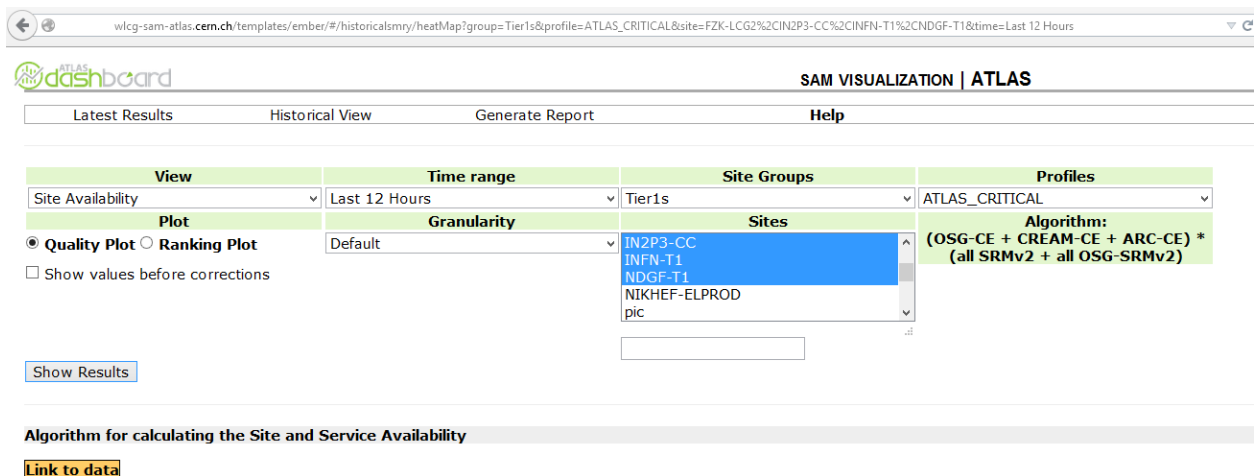 wlcg-sam-atlas.cern.ch/templates/ember/#/historicalsmry/heatMap?group=Tier1s&profile=ATLAS_CRITICAL&site=FZK-LCG2%2CIN2P3-CC%2CINFN-T1%2CNDGF-T1&time=Last 12 Hours
ATLAS
dashboard
SAM VISUALIZATION | ATLAS
Latest Results Historical View Generate Report Help
View Time range Site Groups Profiles
Site Availability Last 12 Hours Tier1s ATLAS_CRITICAL
Plot Granularity Sites Algorithm:
Quality Plot Ranking Plot Default IN2P3-CC (OSG-CE + CREAM-CE + ARC-CE) *
INFN-T1 (all SRMv2 + all OSG-SRMv2)
Show values before corrections NDGF-T1
NIKHEF-ELPROD
pic
Show Results
Algorithm for calculating the Site and Service Availability
Link to data